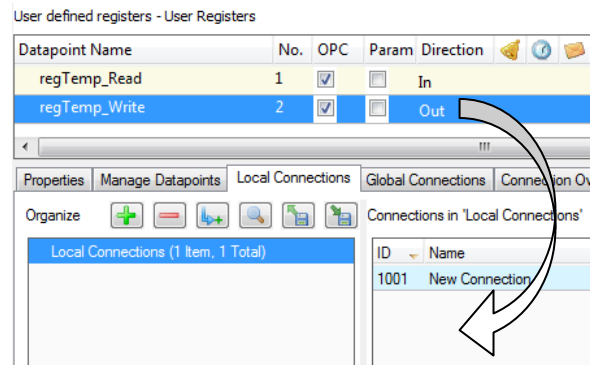 User defined registers - User Registers
Datapoint Name No. OPC Param Direction
regTemp_Read 1 In
regTemp_Write 2 Out
Properties Manage Datapoints Local Connections Global Connections Connection Ov
Organize Connections in 'Local Connections'
Local Connections (1 Item, 1 Total) ID Name
1001 New Connection